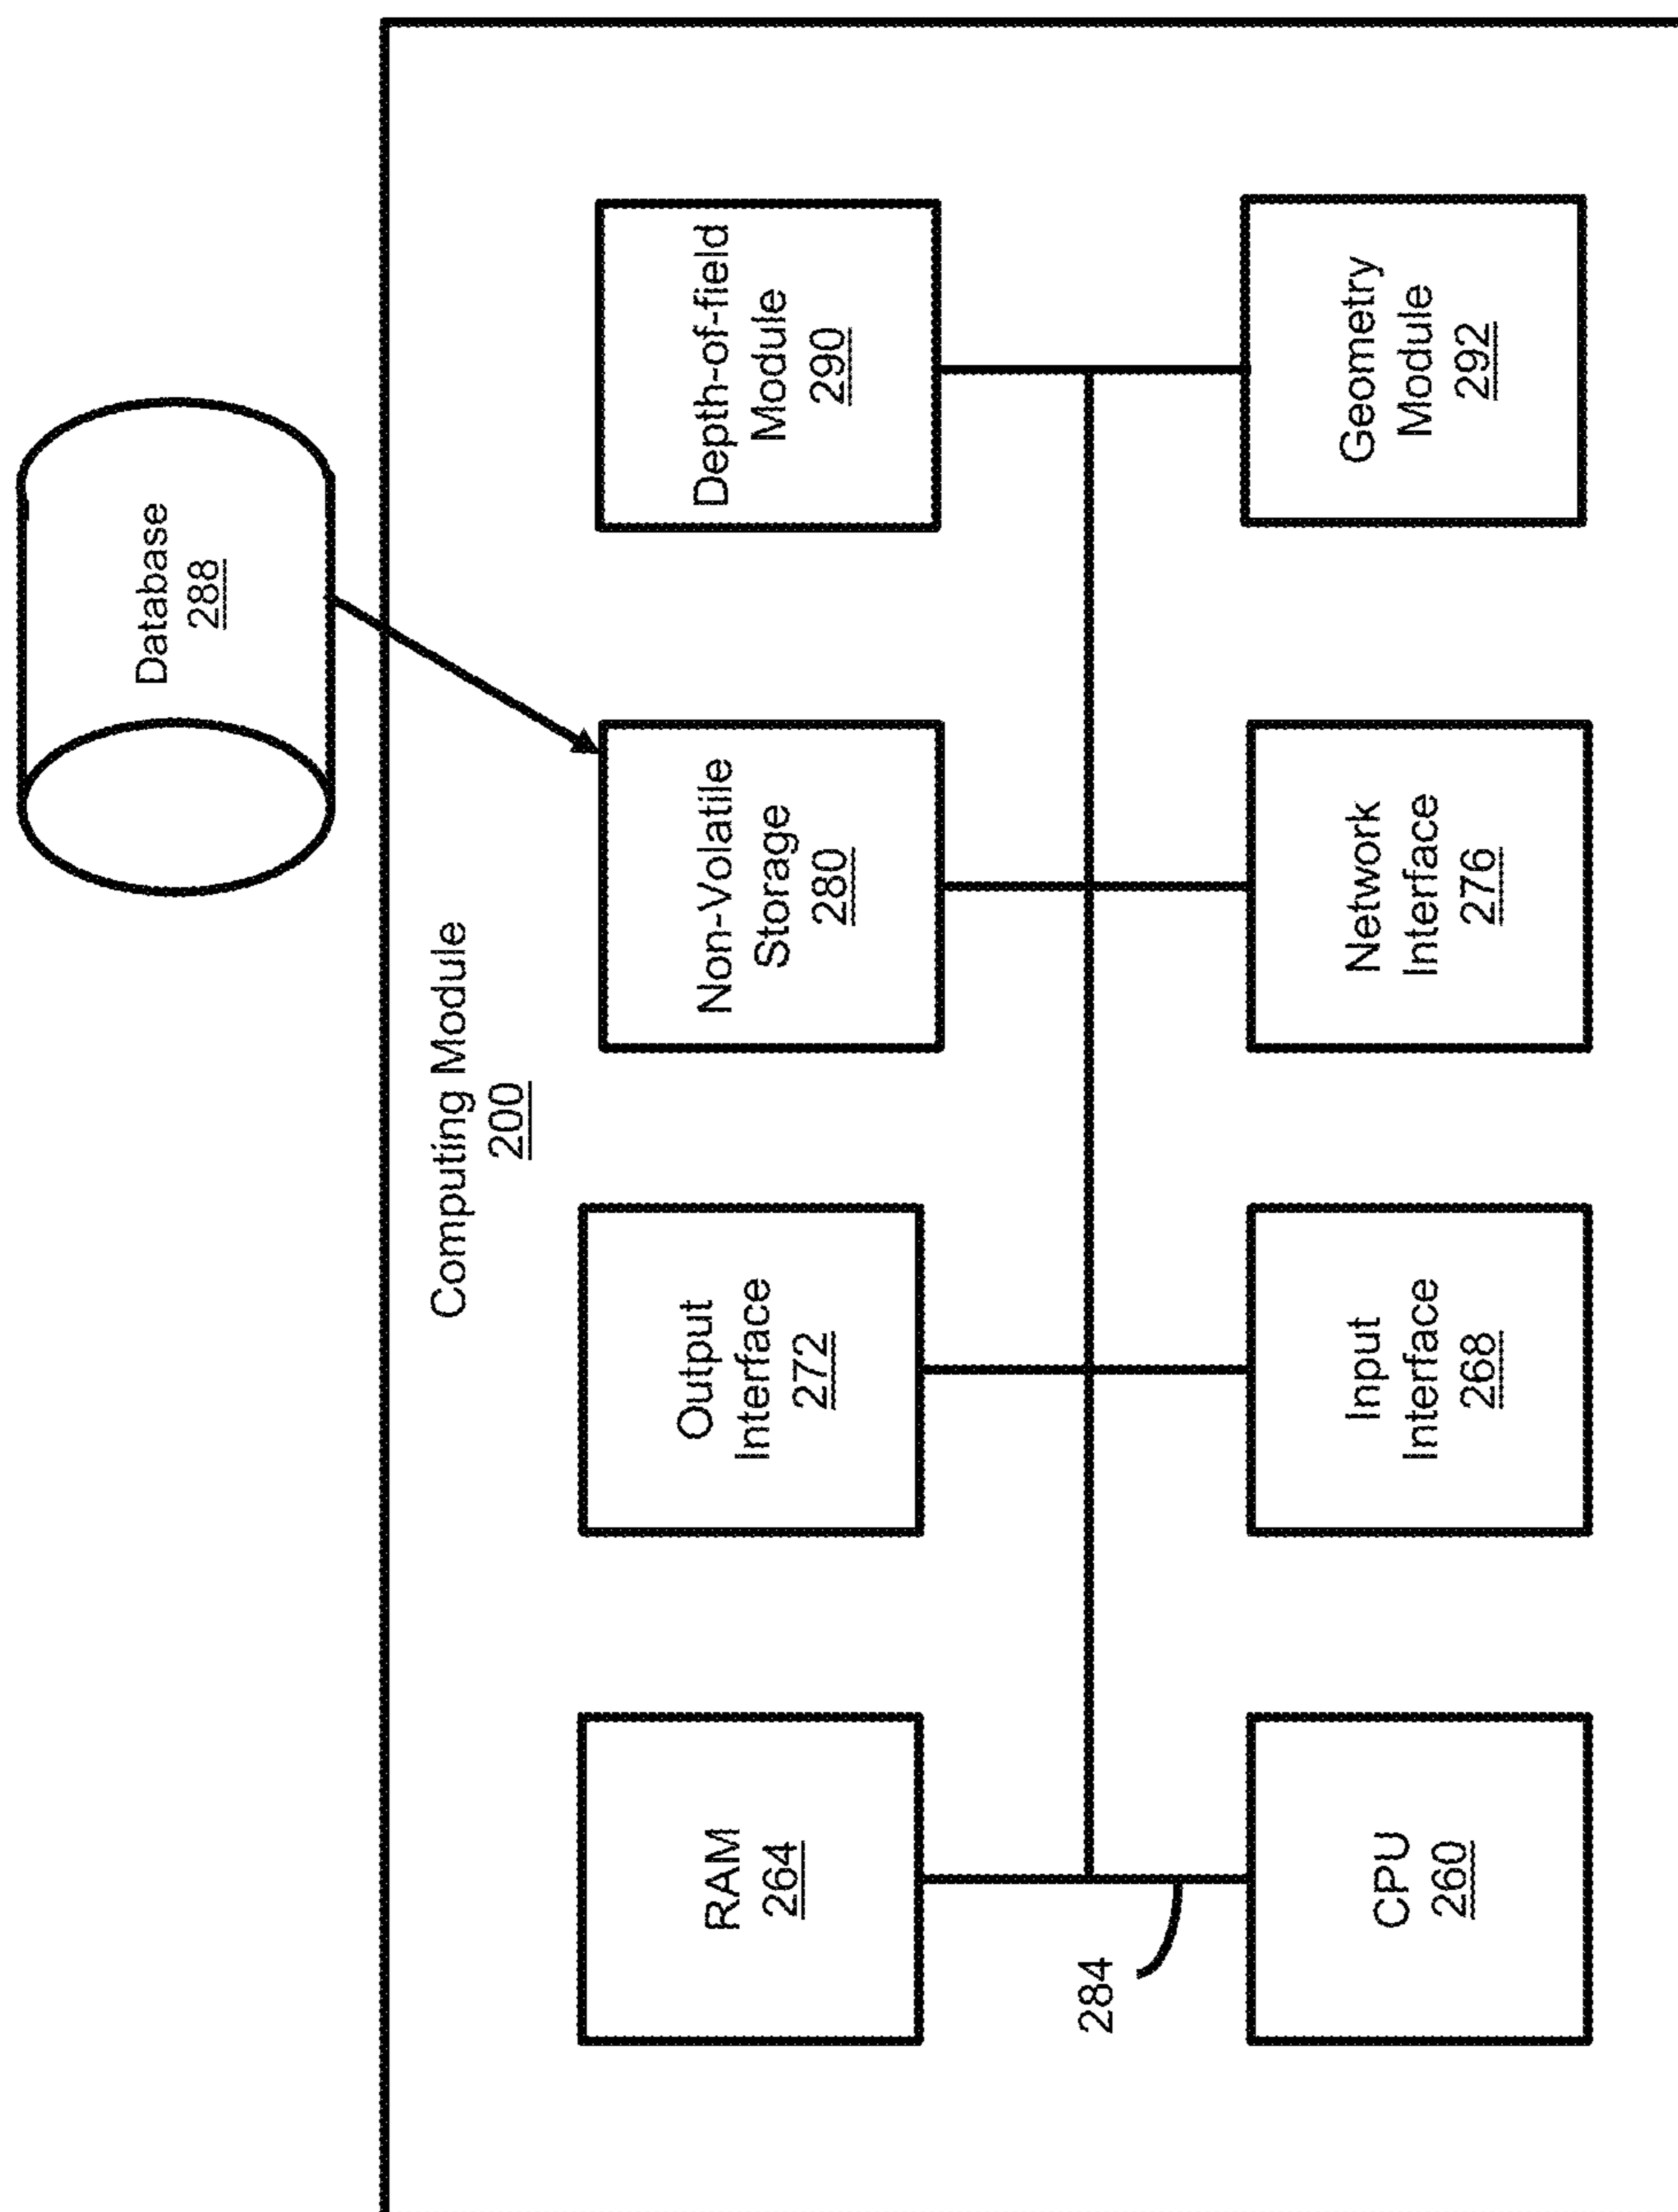 Database
288
Computing Module
200
RAM
264
Output
Interface
272
Non-Volatile
Storage
280
Depth-of-field
Module
290
284
CPU
260
Input
Interface
268
Network
Interface
276
Geometry
Module
292